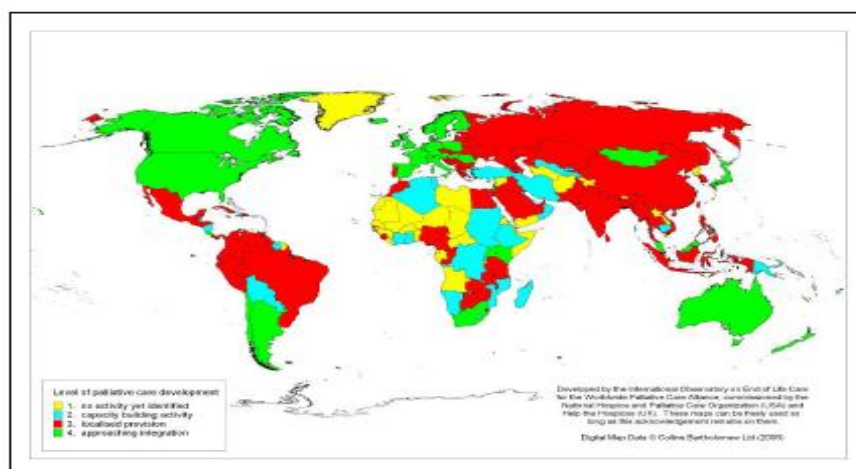 Level of palliative care development
1. no activity yet identified
2. capacity building activity
3. localised provision
4. approaching integration
Developed by the International Observatory on End of Life Care
for the Worldwide Palliative Care Alliance, commissioned by the
National Hospice and Palliative Care Organization (USA) and
Help the Hospices (UK). These maps can be freely used so
long as this acknowledgement remains on them.
Digital Map Data © Collins Bartholomew Ltd (2005)